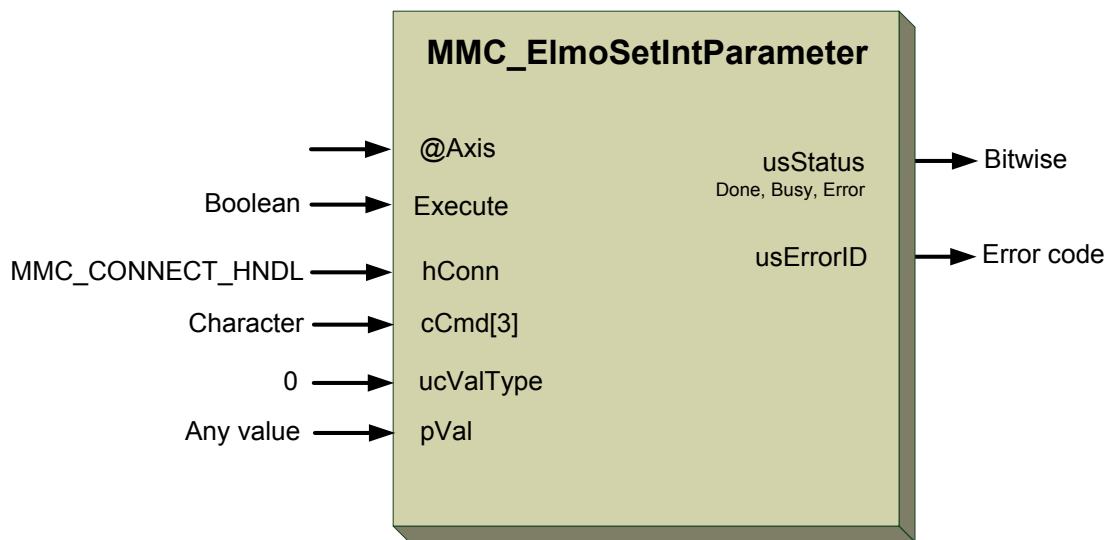 MMC_ElmoSetIntParameter
@Axis
Boolean
Execute
MMC_CONNECT_HNDL
hConn
Character
cCmd[3]
0
ucValType
Any value
pVal
usStatus
Bitwise
Done, Busy, Error
usErrorID
Error code